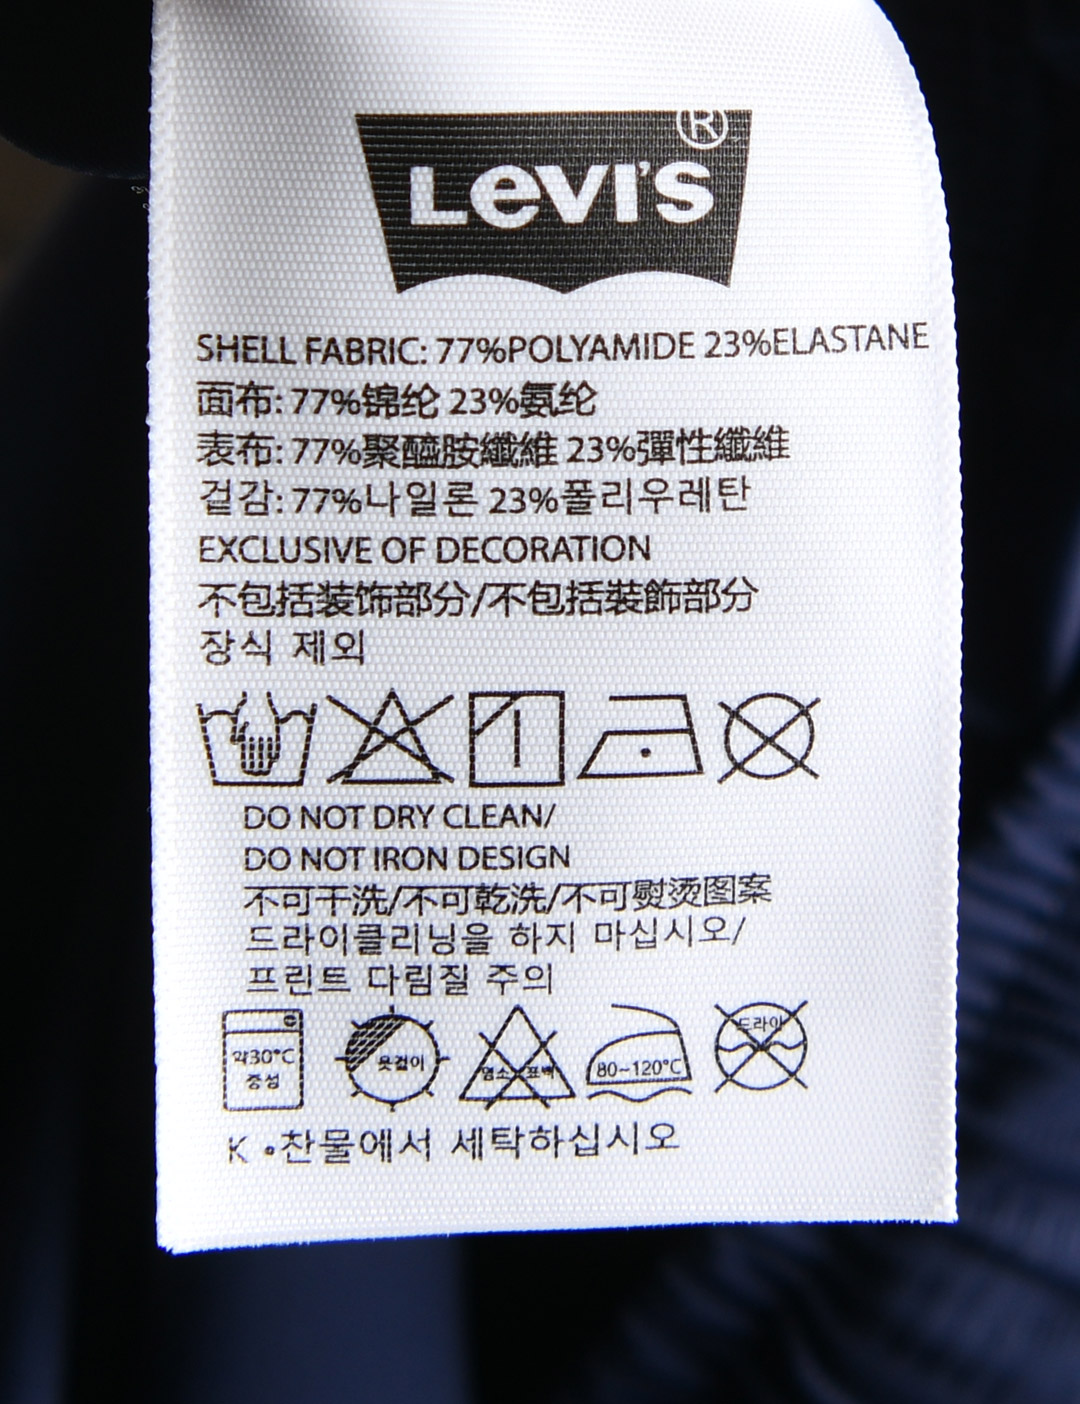 LEVI'S®
SHELL FABRIC: 77%POLYAMIDE 23%ELASTANE
面布: 77%锦纶 23%氨纶
表布: 77%聚醯胺纖維 23%彈性纖維
겉감: 77%나일론 23%폴리우레탄
EXCLUSIVE OF DECORATION
不包括装饰部分/不包括裝飾部分
장식 제외
DO NOT DRY CLEAN/
DO NOT IRON DESIGN
不可干洗/不可乾洗/不可熨烫图案
드라이클리닝을 하지 마십시오/
프린트 다림질 주의
약30°C
중성
옷걸이
염소 표백
80~120°C
드라이
K •찬물에서 세탁하십시오